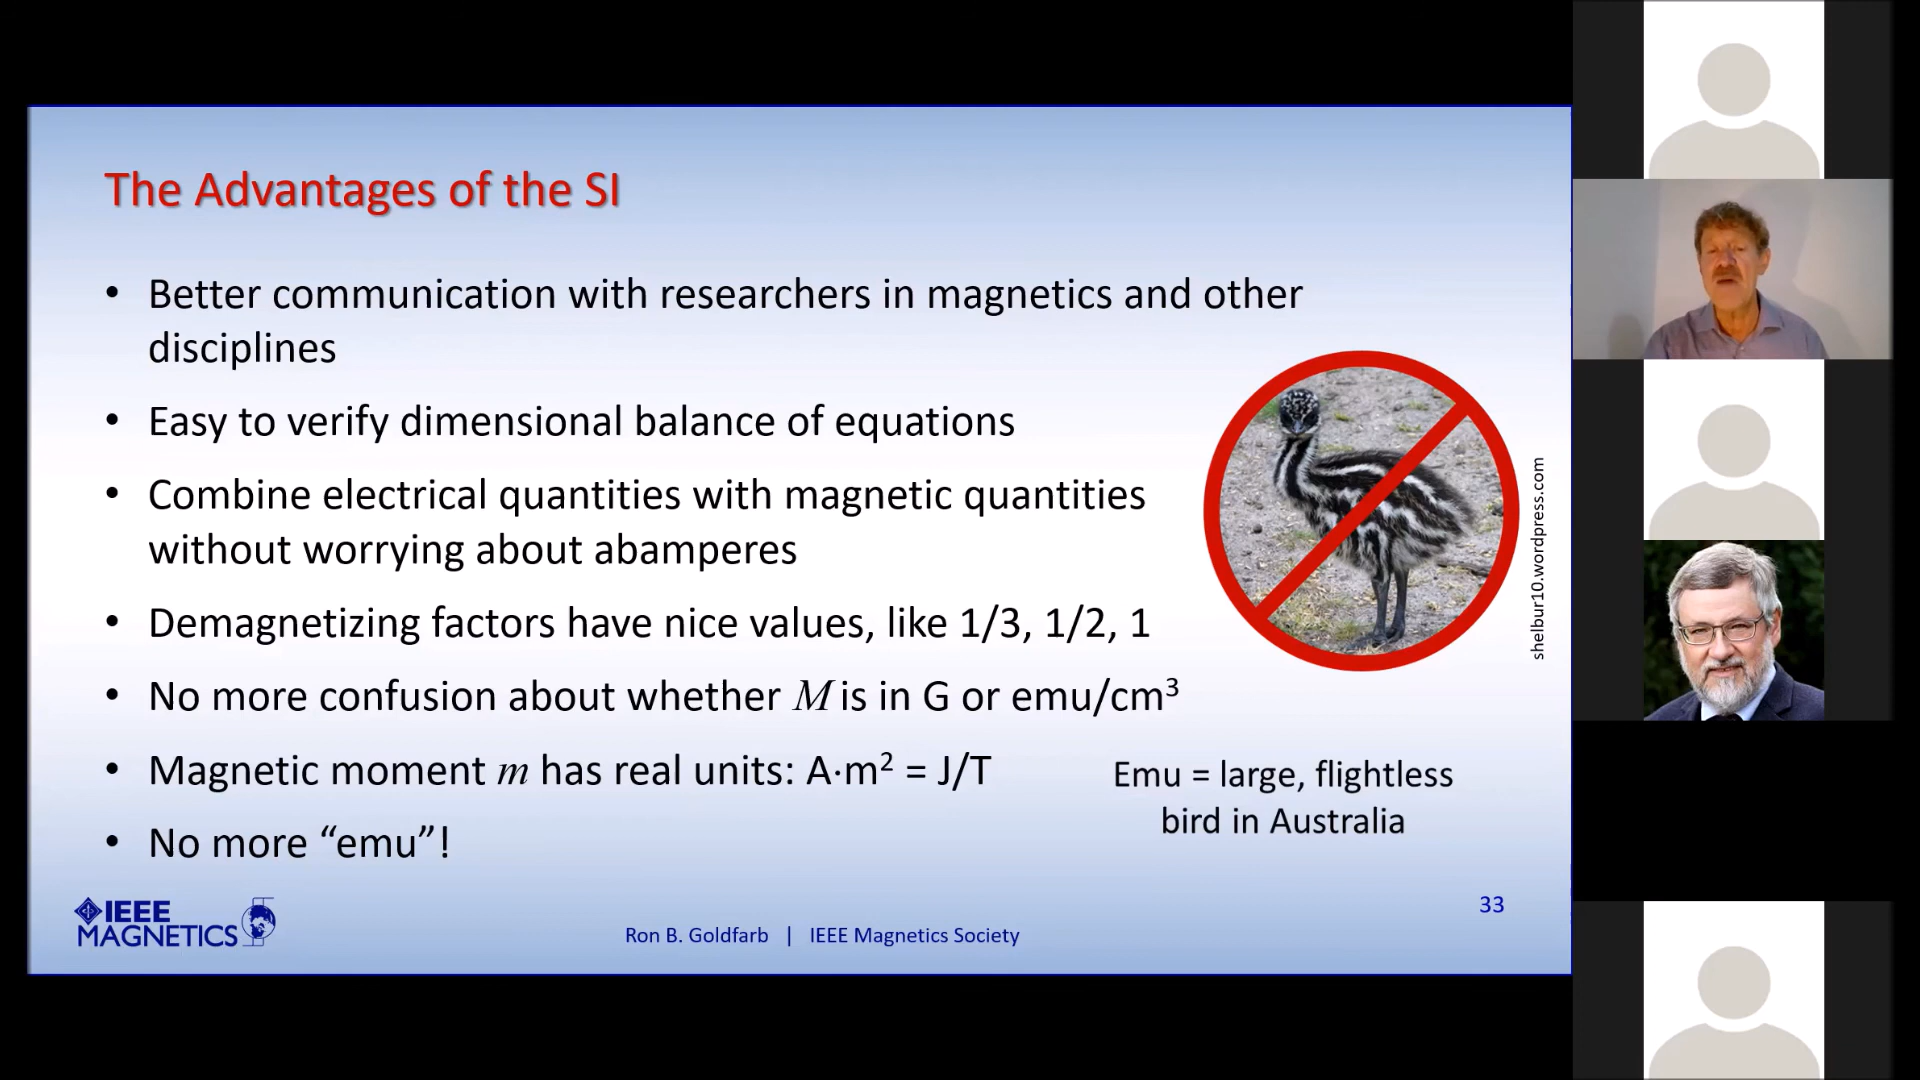 The Advantages of the SI
• Better communication with researchers in magnetics and other
disciplines
• Easy to verify dimensional balance of equations
• Combine electrical quantities with magnetic quantities
without worrying about abamperes
• Demagnetizing factors have nice values, like 1/3, 1/2, 1
• No more confusion about whether M is in G or emu/cm³
• Magnetic moment m has real units: A·m² = J/T
• No more “emu”!
shelbur10.wordpress.com
Emu = large, flightless
bird in Australia
IEEE
MAGNETICS
Ron B. Goldfarb | IEEE Magnetics Society
33